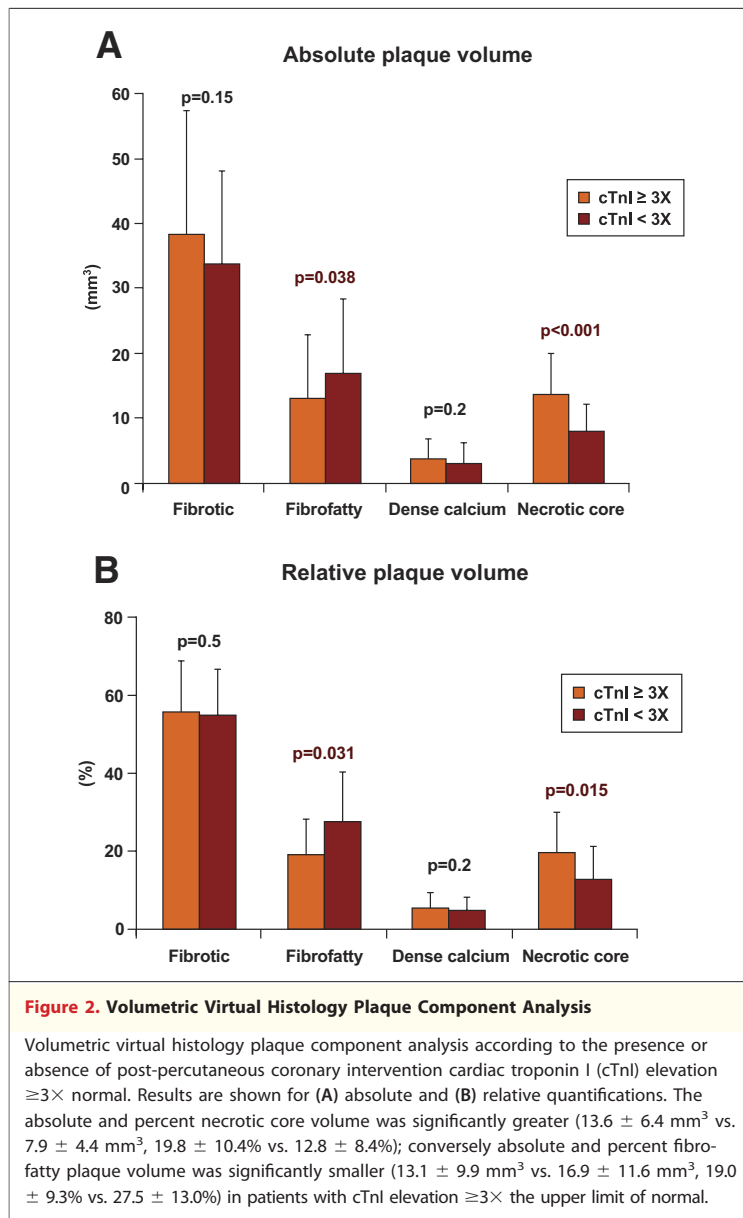 A
Absolute plaque volume
60
50
40
30
20
10
0
(mm³)
p=0.15
p=0.038
p=0.2
p<0.001
cTnI ≥ 3X
cTnI < 3X
Fibrotic
Fibrofatty
Dense calcium
Necrotic core
B
Relative plaque volume
80
60
40
20
0
(%)
p=0.5
p=0.031
p=0.2
p=0.015
cTnI ≥ 3X
cTnI < 3X
Fibrotic
Fibrofatty
Dense calcium
Necrotic core
Figure 2. Volumetric Virtual Histology Plaque Component Analysis
Volumetric virtual histology plaque component analysis according to the presence or
absence of post-percutaneous coronary intervention cardiac troponin I (cTnI) elevation
≥3× normal. Results are shown for (A) absolute and (B) relative quantifications. The
absolute and percent necrotic core volume was significantly greater (13.6 ± 6.4 mm³ vs.
7.9 ± 4.4 mm³, 19.8 ± 10.4% vs. 12.8 ± 8.4%); conversely absolute and percent fibro-
fatty plaque volume was significantly smaller (13.1 ± 9.9 mm³ vs. 16.9 ± 11.6 mm³, 19.0
± 9.3% vs. 27.5 ± 13.0%) in patients with cTnI elevation ≥3× the upper limit of normal.